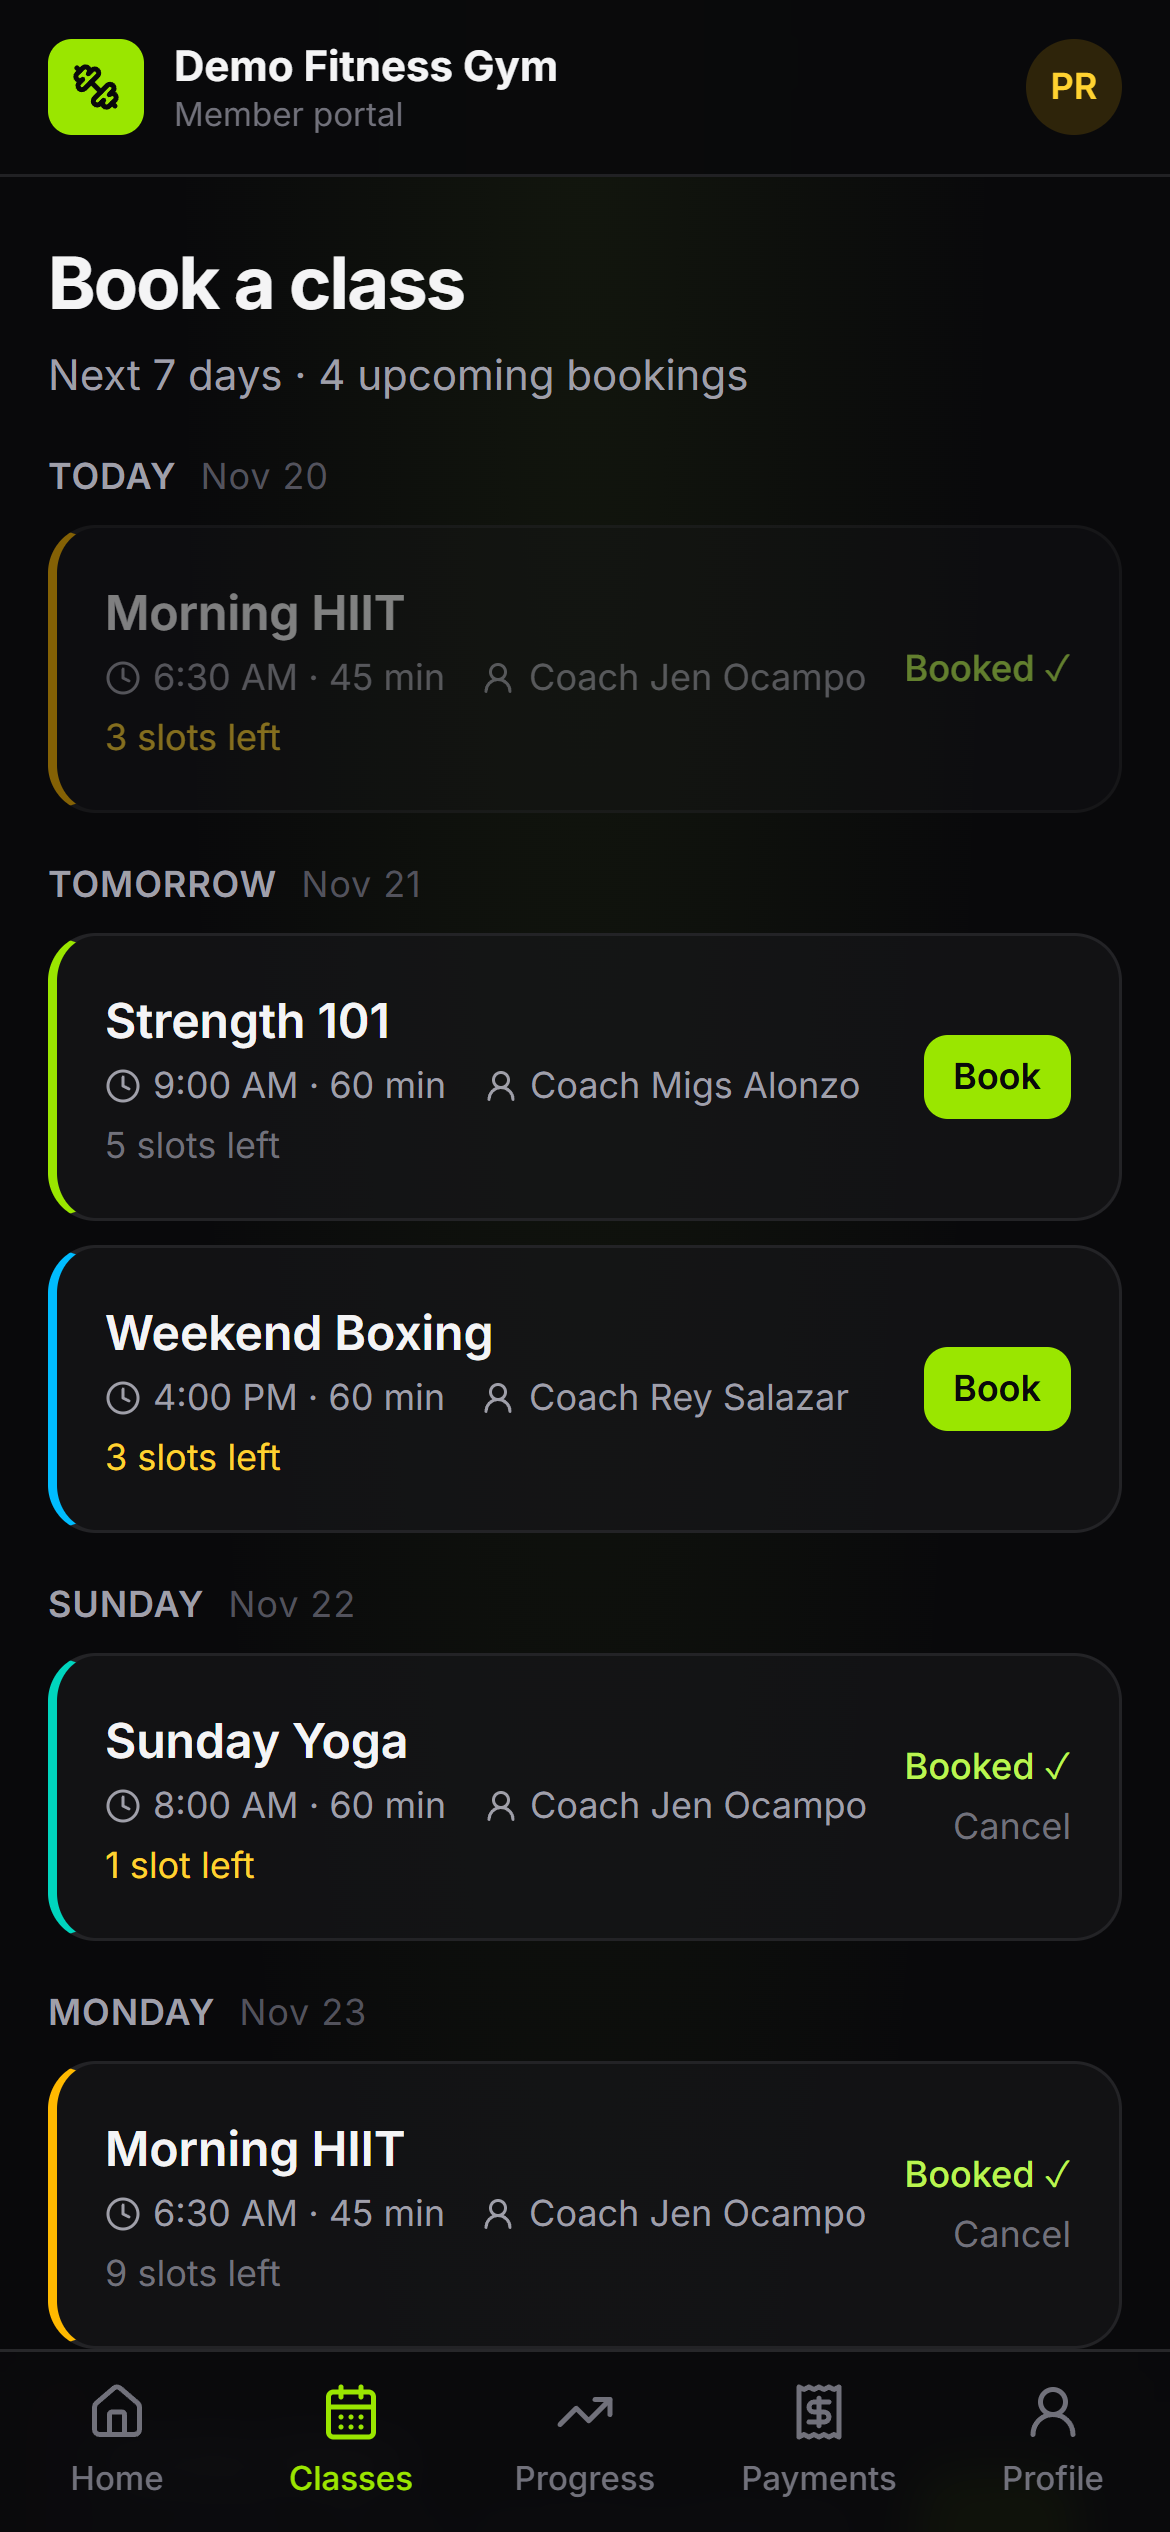 Demo Fitness Gym
Member portal
PR
Book a class
Next 7 days · 4 upcoming bookings
TODAY Nov 20
Morning HIIT
6:30 AM · 45 min Coach Jen Ocampo
Booked ✓
3 slots left
TOMORROW Nov 21
Strength 101
9:00 AM · 60 min Coach Migs Alonzo
Book
5 slots left
Weekend Boxing
4:00 PM · 60 min Coach Rey Salazar
Book
3 slots left
SUNDAY Nov 22
Sunday Yoga
Booked ✓
8:00 AM · 60 min Coach Jen Ocampo
Cancel
1 slot left
MONDAY Nov 23
Morning HIIT
Booked ✓
6:30 AM · 45 min Coach Jen Ocampo
Cancel
9 slots left
Home Classes Progress Payments Profile